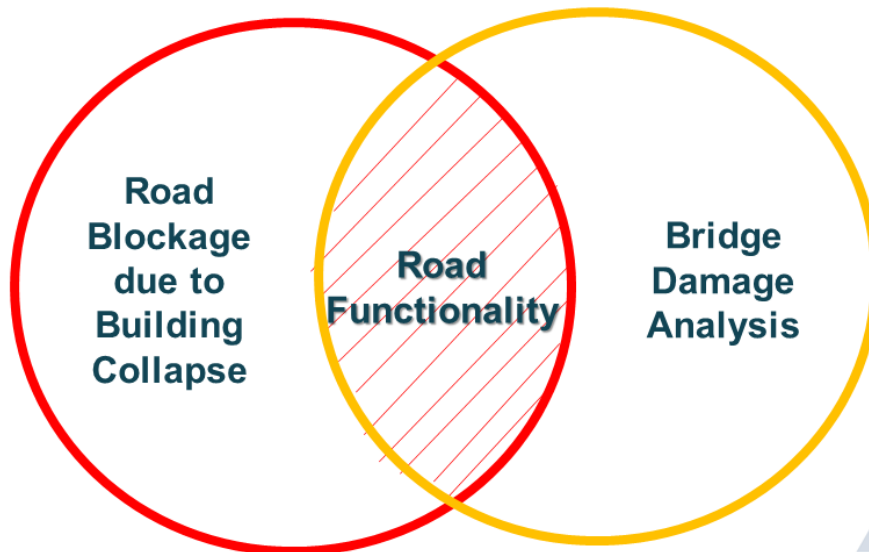 Road
Blockage
due to
Building
Collapse
Road
Functionality
Bridge
Damage
Analysis